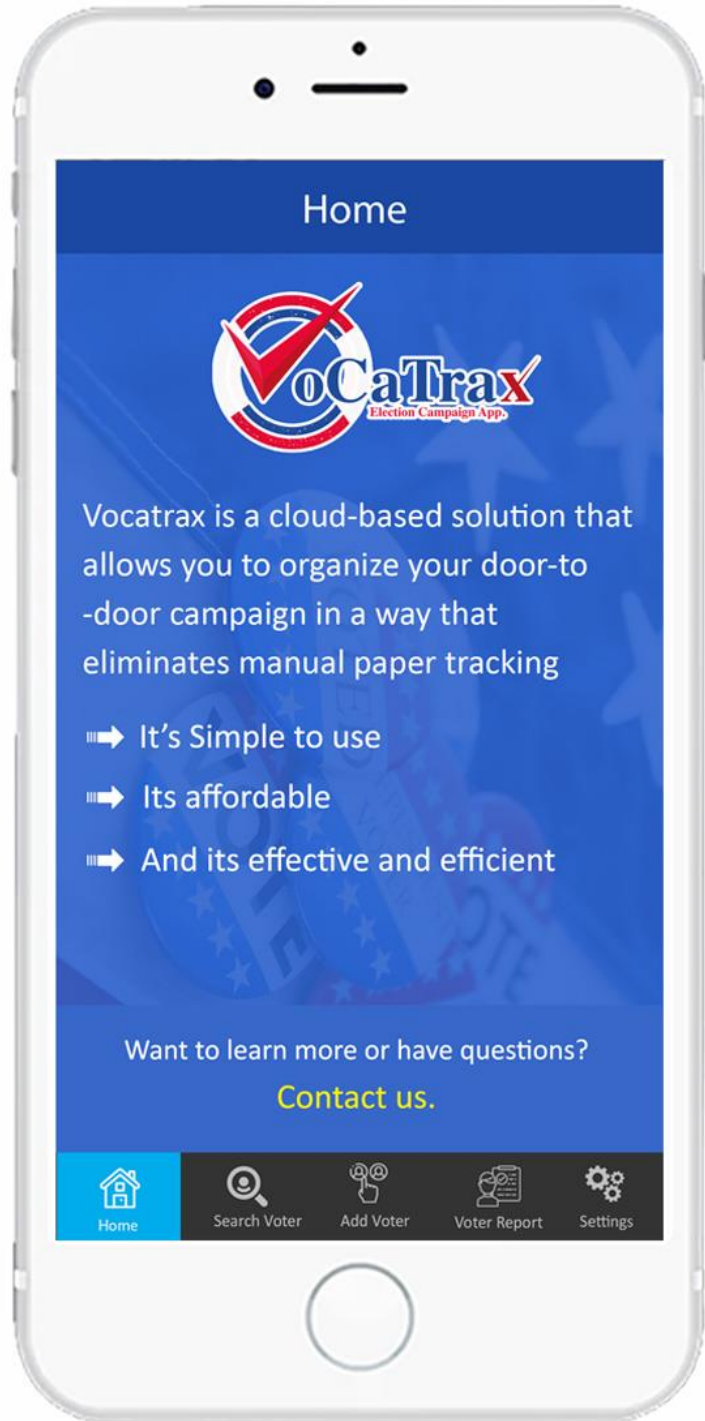 Home
VoCaTrax
Election Campaign App.
Vocatrax is a cloud-based solution that
allows you to organize your door-to
-door campaign in a way that
eliminates manual paper tracking
It's Simple to use
Its affordable
And its effective and efficient
VOTE
VOTE
Want to learn more or have questions?
Contact us.
Home
Search Voter
Add Voter
Voter Report
Settings